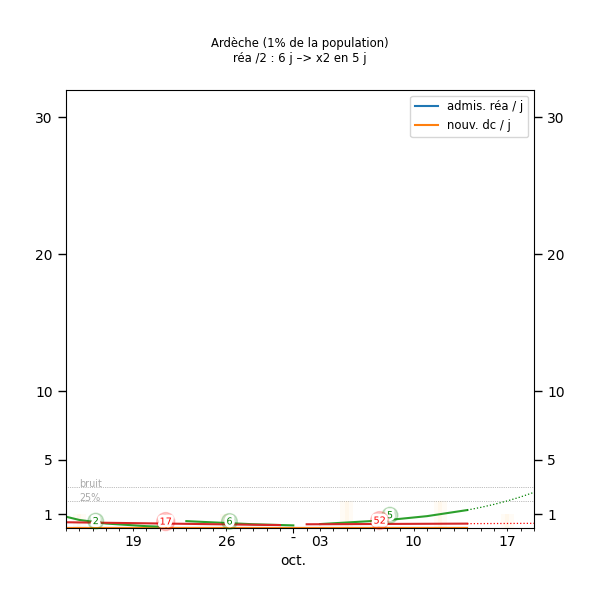 Ardèche (1% de la population)
réa /2 : 6 j –> x2 en 5 j
admis. réa / j
nouv. dc / j
30 30
20 20
10 10
5 5
bruit
25%
1 1
2 17 6 52 5
19 26 - 03 10 17
oct.